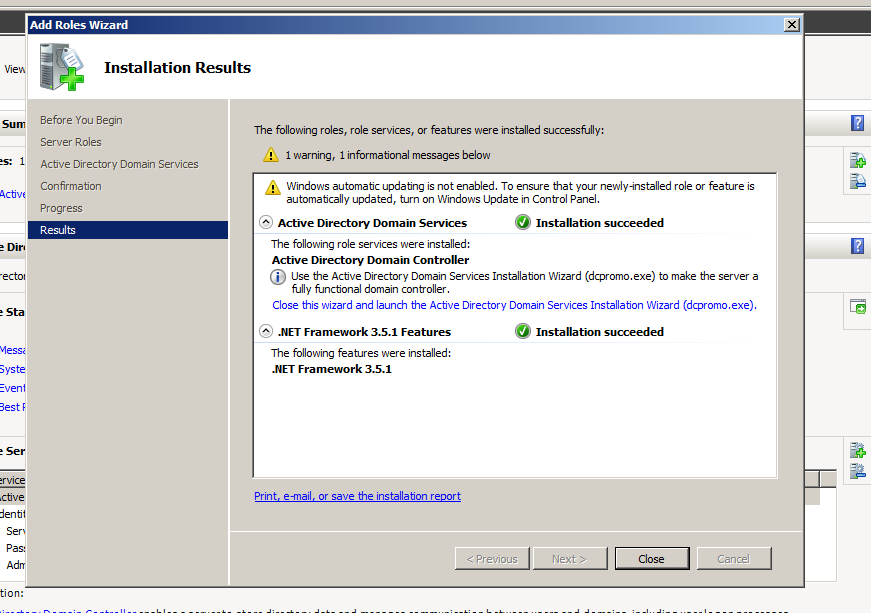 Add Roles Wizard
Installation Results
View
Before You Begin
Server Roles
Active Directory Domain Services
Confirmation
Progress
Results
The following roles, role services, or features were installed successfully:
1 warning, 1 informational messages below
Windows automatic updating is not enabled. To ensure that your newly-installed role or feature is
automatically updated, turn on Windows Update in Control Panel.
Active Directory Domain Services Installation succeeded
The following role services were installed:
Active Directory Domain Controller
Use the Active Directory Domain Services Installation Wizard (dcpromo.exe) to make the server a
fully functional domain controller.
Close this wizard and launch the Active Directory Domain Services Installation Wizard (dcpromo.exe).
.NET Framework 3.5.1 Features Installation succeeded
The following features were installed:
.NET Framework 3.5.1
Print, e-mail, or save the installation report
< Previous Next > Close Cancel
Sum
es: 1
Active
e Dire
rector
e Sta
Messa
Syste
Event
Best P
e Ser
ervice
Active
dentit
Serv
Pass
Adm
tion: